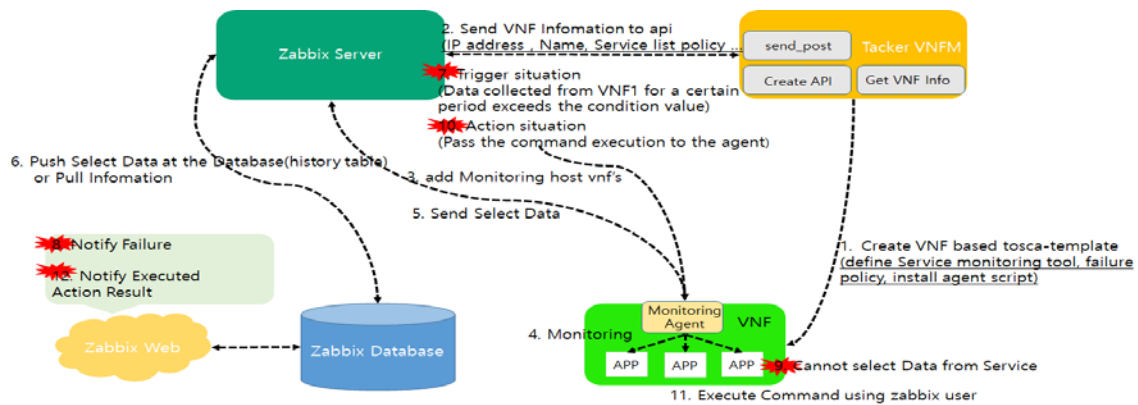 2. Send VNF Infomation to api
(IP address , Name, Service list policy ...
Zabbix Server
send_post
Tacker VNFM
Create API
Get VNF Info
7. Trigger situation
(Data collected from VNF1 for a certain
period exceeds the condition value)
10. Action situation
(Pass the command execution to the agent)
6. Push Select Data at the Database(history table)
or Pull Infomation
3. add Monitoring host vnf's
5. Send Select Data
8. Notify Failure
12. Notify Executed
Action Result
1. Create VNF based tosca-template
(define Service monitoring tool, failure
policy, install agent script)
Monitoring
Agent
VNF
4. Monitoring
Zabbix Web
Zabbix Database
APP
APP
APP
9. Cannot select Data from Service
11. Execute Command using zabbix user